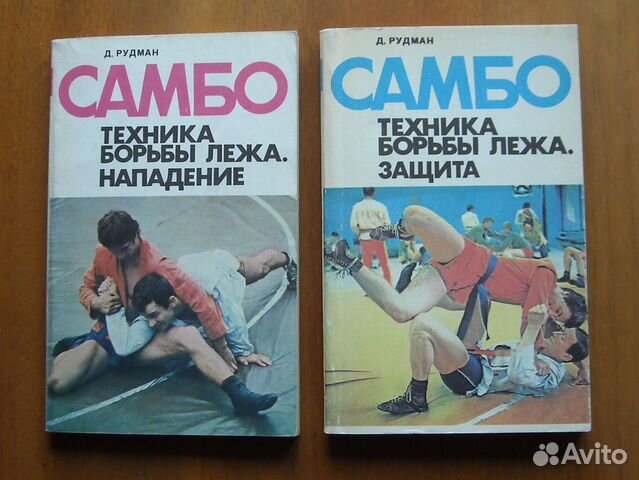 Д. РУДМАН
САМБО
ТЕХНИКА
БОРЬБЫ ЛЕЖА.
НАПАДЕНИЕ
Д. РУДМАН
САМБО
ТЕХНИКА
БОРЬБЫ ЛЕЖА.
ЗАЩИТА
Avito